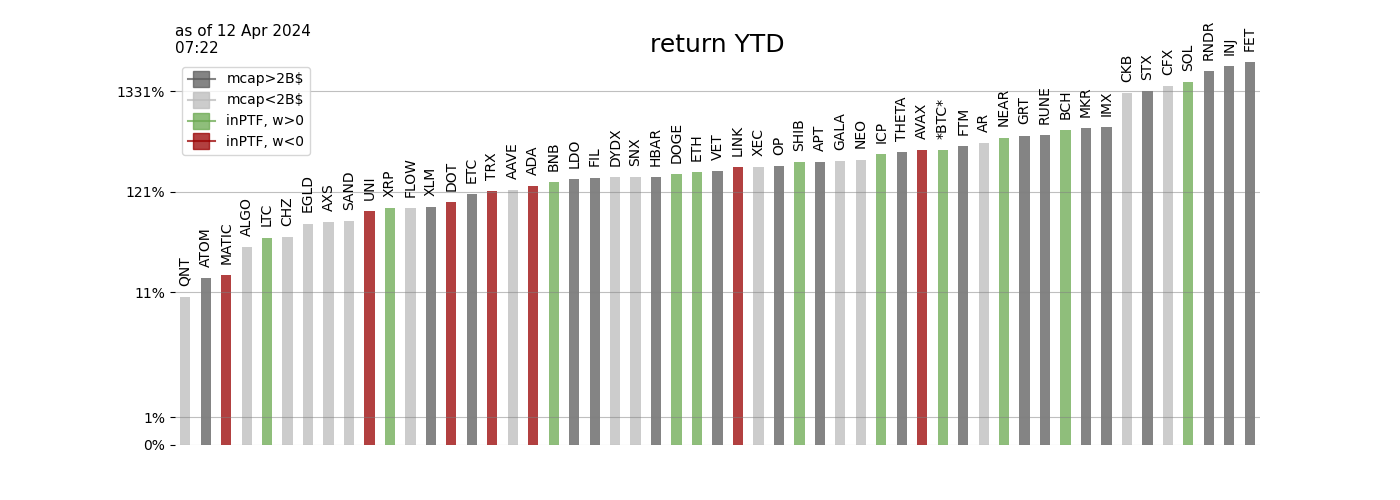 as of 12 Apr 2024
07:22
return YTD
mcap>2B$
mcap<2B$
inPTF, w>0
inPTF, w<0
1331%
121%
11%
1%
0%
QNT
ATOM
MATIC
ALGO
LTC
CHZ
EGLD
AXS
SAND
UNI
XRP
FLOW
XLM
DOT
ETC
TRX
AAVE
ADA
BNB
LDO
FIL
DYDX
SNX
HBAR
DOGE
ETH
VET
LINK
XEC
OP
SHIB
APT
GALA
NEO
ICP
THETA
AVAX
*BTC*
FTM
AR
NEAR
GRT
RUNE
BCH
MKR
IMX
CKB
STX
CFX
SOL
RNDR
INJ
FET